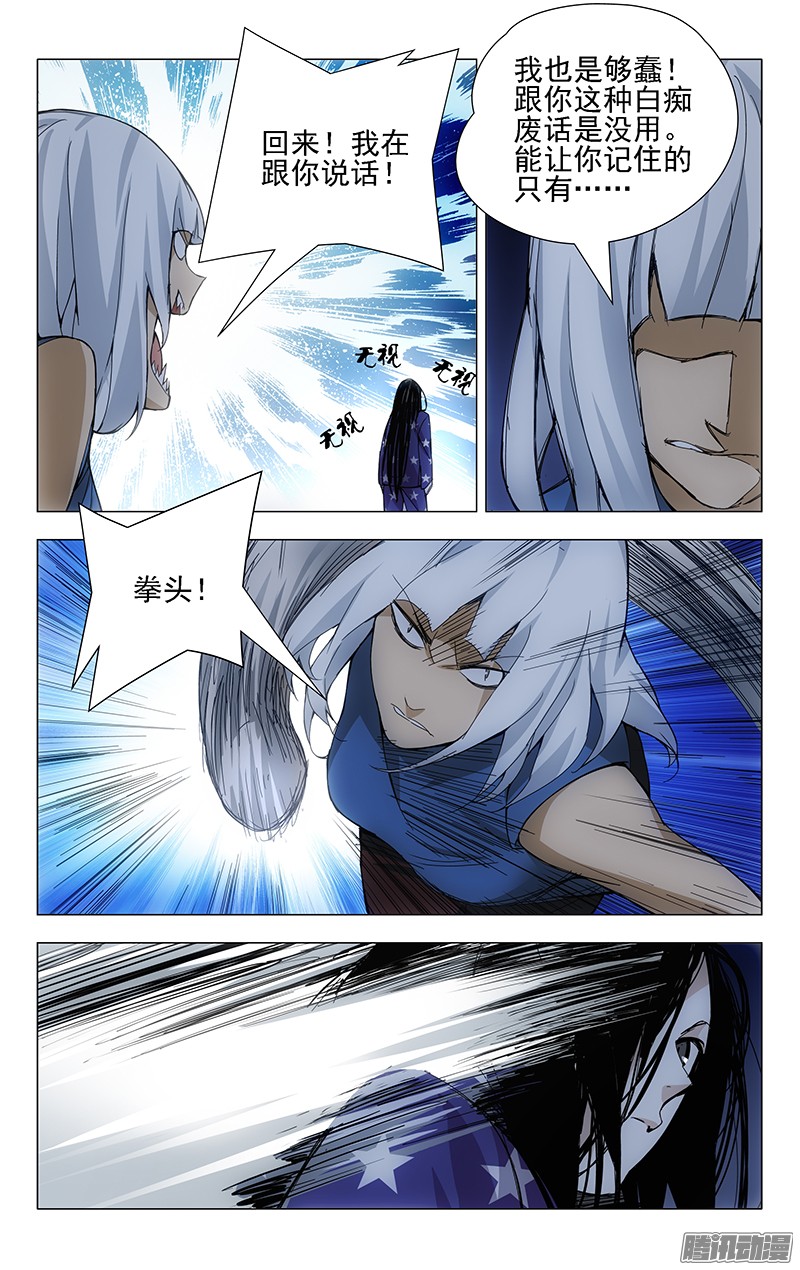 回来！我在
跟你说话！
无视
无视
无视
我也是够蠢！
跟你这种白痴
废话是没用。
能让你记住的
只有……
拳头！
腾讯动漫